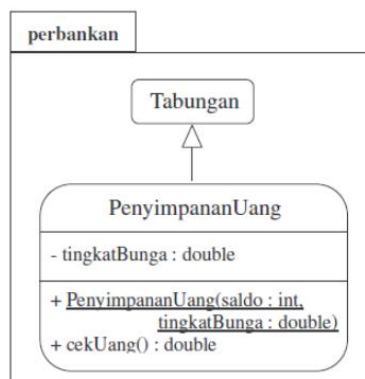 perbankan
Tabungan
PenyimpananUang
- tingkatBunga : double
+ PenyimpananUang(saldo : int,
tingkatBunga : double)
+ cekUang() : double